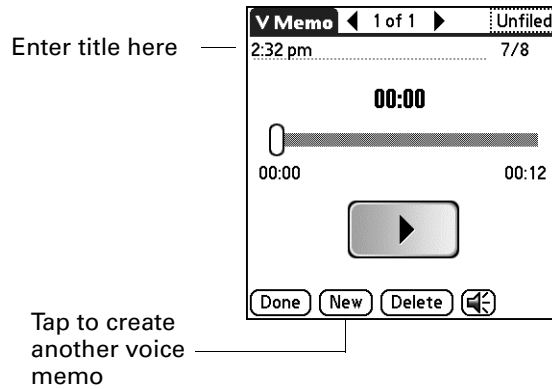 V Memo 1 of 1 Unfiled
Enter title here
2:32 pm 7/8
00:00
00:00 00:12
Done New Delete
Tap to create
another voice
memo